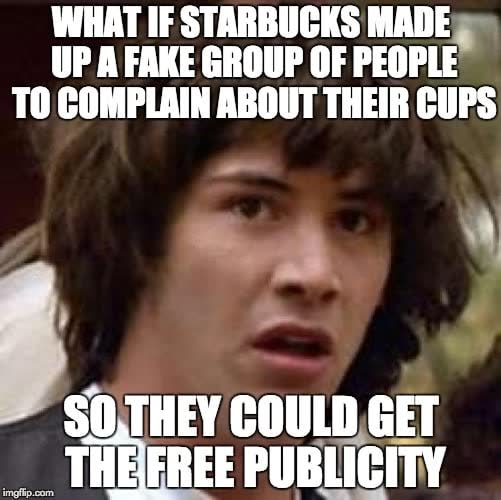 WHAT IF STARBUCKS MADE
UP A FAKE GROUP OF PEOPLE
TO COMPLAIN ABOUT THEIR CUPS
SO THEY COULD GET
THE FREE PUBLICITY
imgflip.com